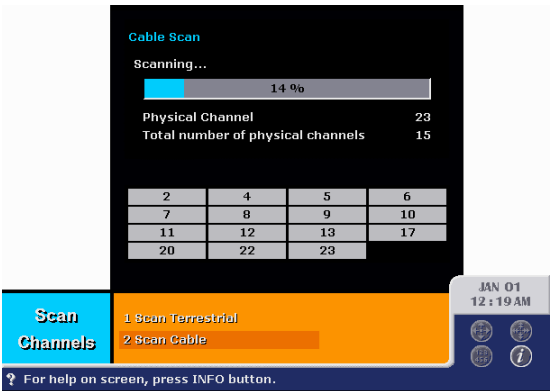 Cable Scan
Scanning...
14 %
Physical Channel 23
Total number of physical channels 15
2 4 5 6
7 8 9 10
11 12 13 17
20 22 23
JAN 01
12:19 AM
Scan
Channels
1 Scan Terrestrial
2 Scan Cable
123
456
i
? For help on screen, press INFO button.